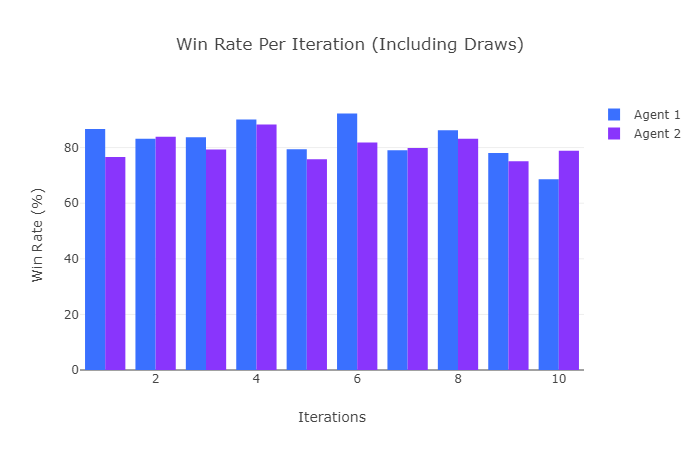 Win Rate Per Iteration (Including Draws)
Agent 1
Agent 2
80
60
40
20
0
Win Rate (%)
2 4 6 8 10
Iterations